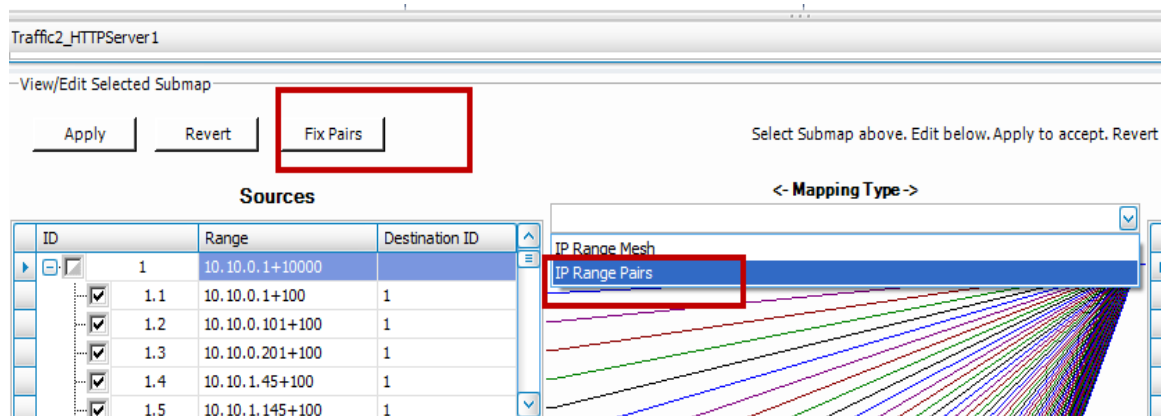 Traffic2_HTTPServer1
View/Edit Selected Submap
Apply Revert Fix Pairs Select Submap above. Edit below. Apply to accept. Revert
Sources <- Mapping Type ->
ID Range Destination ID
IP Range Mesh
IP Range Pairs
1 10.10.0.1+10000
1.1 10.10.0.1+100 1
1.2 10.10.0.101+100 1
1.3 10.10.0.201+100 1
1.4 10.10.1.45+100 1
1.5 10.10.1.145+100 1